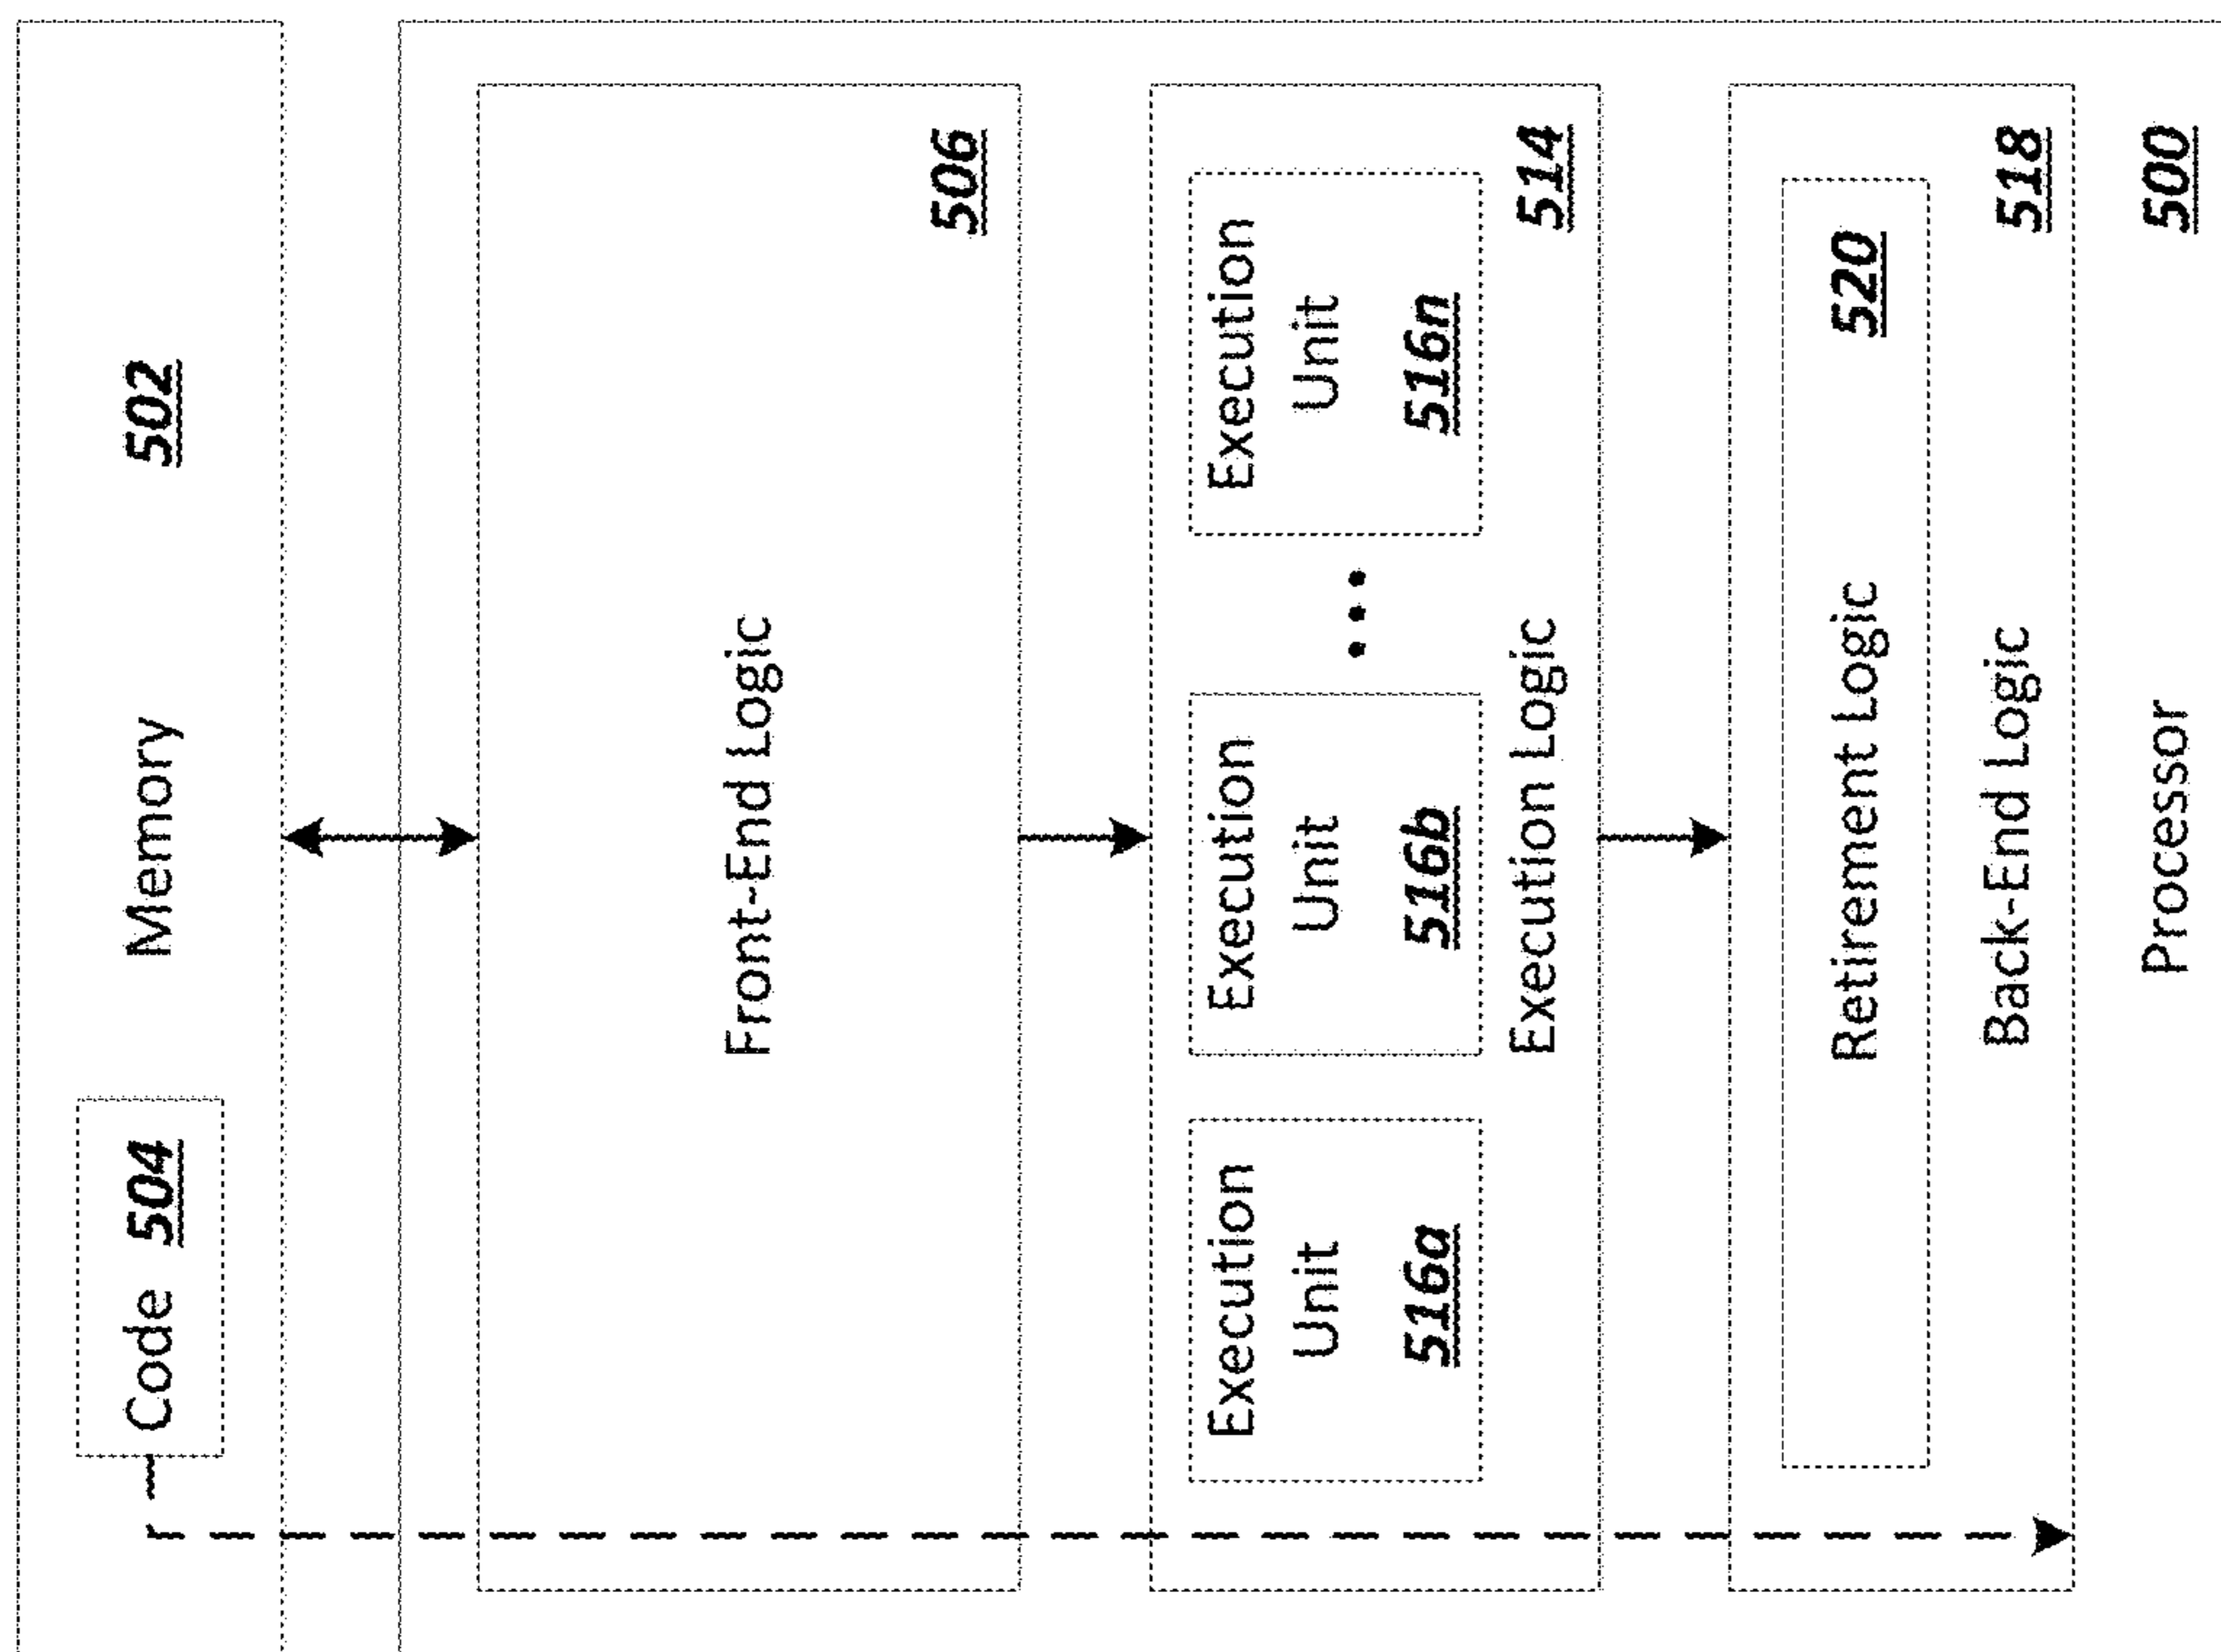 Code 504
Memory 502
Front-End Logic
506
Execution
Unit
516a
Execution
Unit
516b
...
Execution
Unit
516n
Execution Logic 514
Retirement Logic 520
Back-End Logic 518
Processor 500